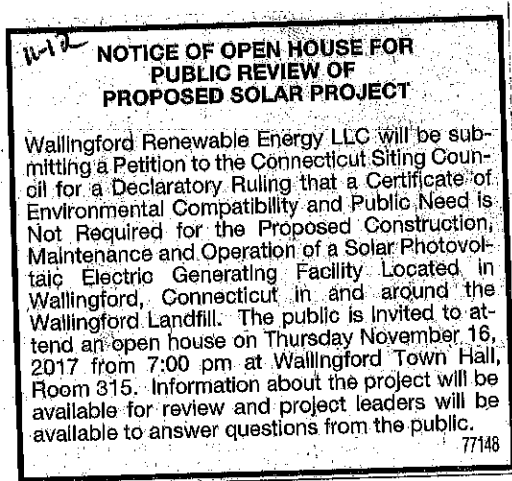 11-12
NOTICE OF OPEN HOUSE FOR
PUBLIC REVIEW OF
PROPOSED SOLAR PROJECT
Wallingford Renewable Energy LLC will be sub-
mitting a Petition to the Connecticut Siting Coun-
cil for a Declaratory Ruling that a Certificate of
Environmental Compatibility and Public Need is
Not Required for the Proposed Construction,
Maintenance and Operation of a Solar Photovol-
taic Electric Generating Facility Located in
Wallingford, Connecticut in and around the
Wallingford Landfill. The public is invited to at-
tend an open house on Thursday November 16,
2017 from 7:00 pm at Wallingford Town Hall,
Room 315. Information about the project will be
available for review and project leaders will be
available to answer questions from the public.
77148